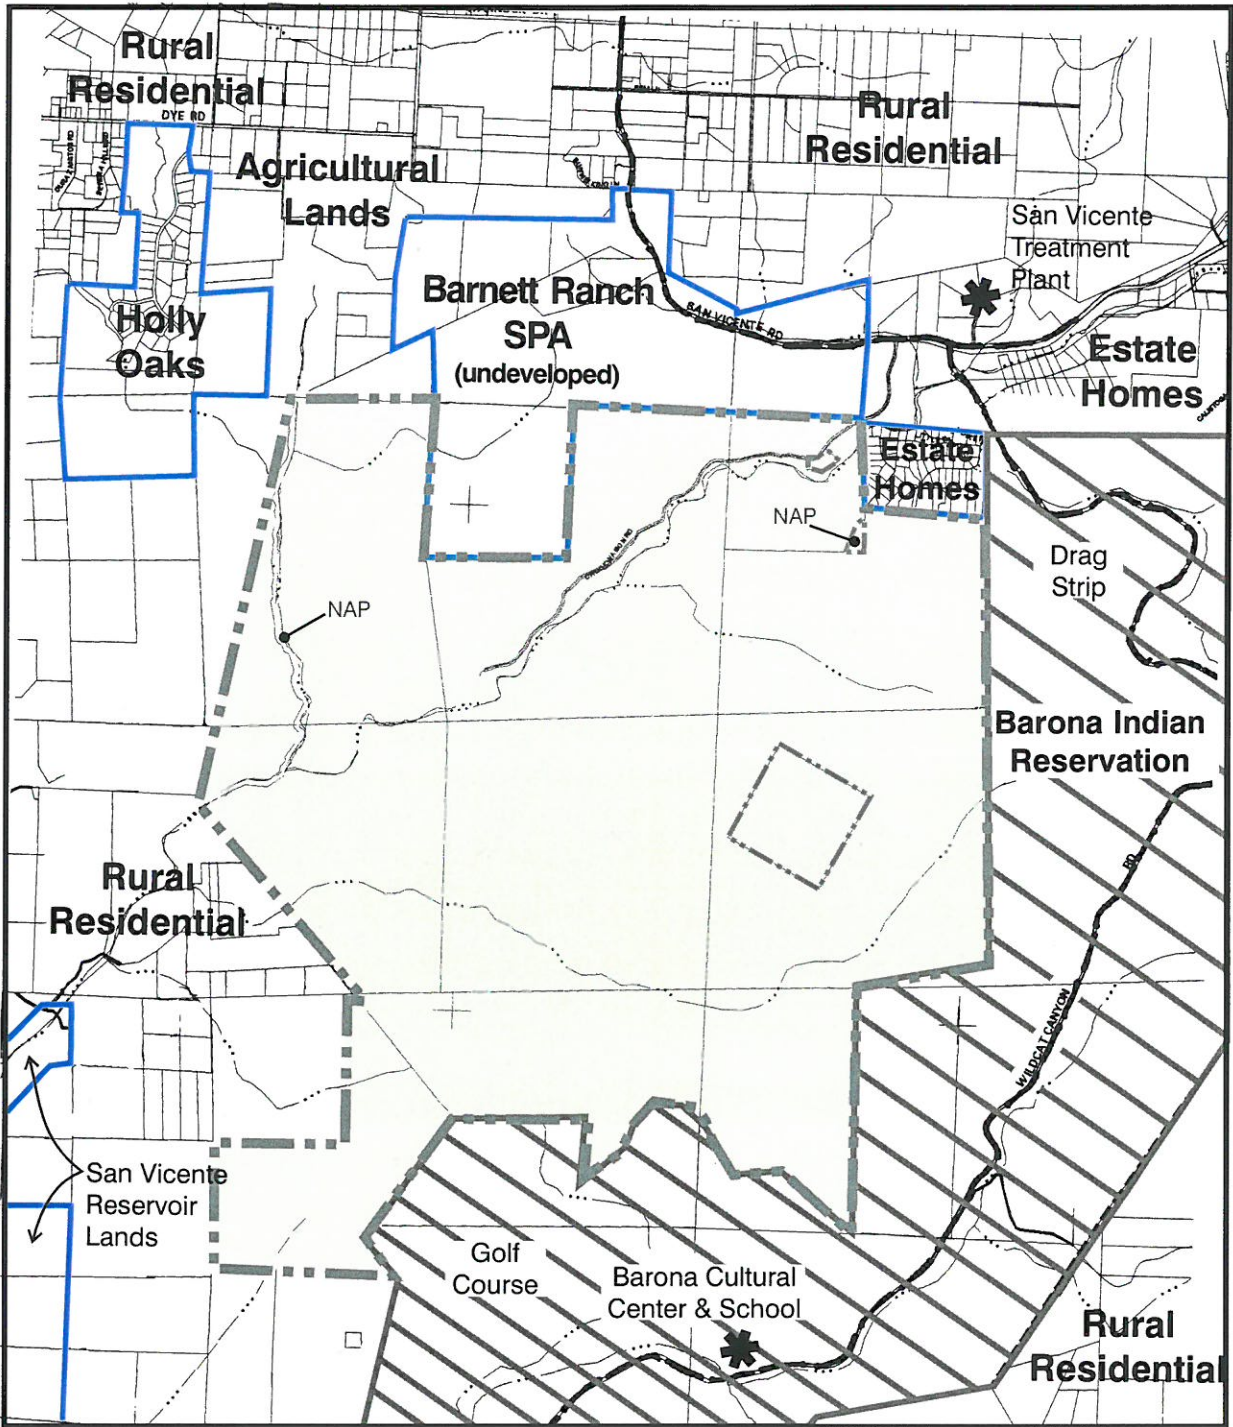 Rural
Residential
DYE RD
Rural
Residential
Agricultural
Lands
San Vicente
Treatment
Plant
Barnett Ranch
SPA
(undeveloped)
SAN VICENTE RD
Holly
Oaks
Estate
Homes
Estate
Homes
NAP
Drag
Strip
NAP
Barona Indian
Reservation
RD
Rural
Residential
WILDCAT CANYON
San Vicente
Reservoir
Lands
Golf
Course
Barona Cultural
Center & School
Rural
Residential